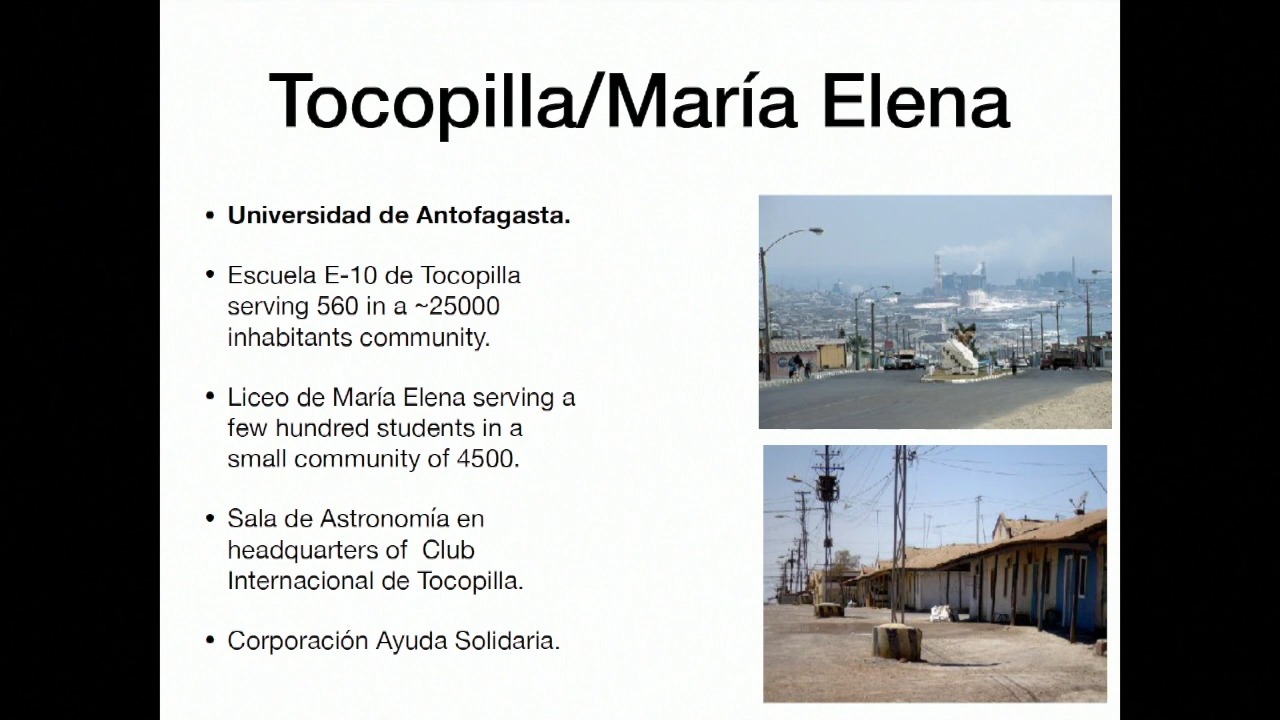 Tocopilla/María Elena
• Universidad de Antofagasta.
• Escuela E-10 de Tocopilla
serving 560 in a ~25000
inhabitants community.
• Liceo de María Elena serving a
few hundred students in a
small community of 4500.
• Sala de Astronomía en
headquarters of  Club
Internacional de Tocopilla.
• Corporación Ayuda Solidaria.